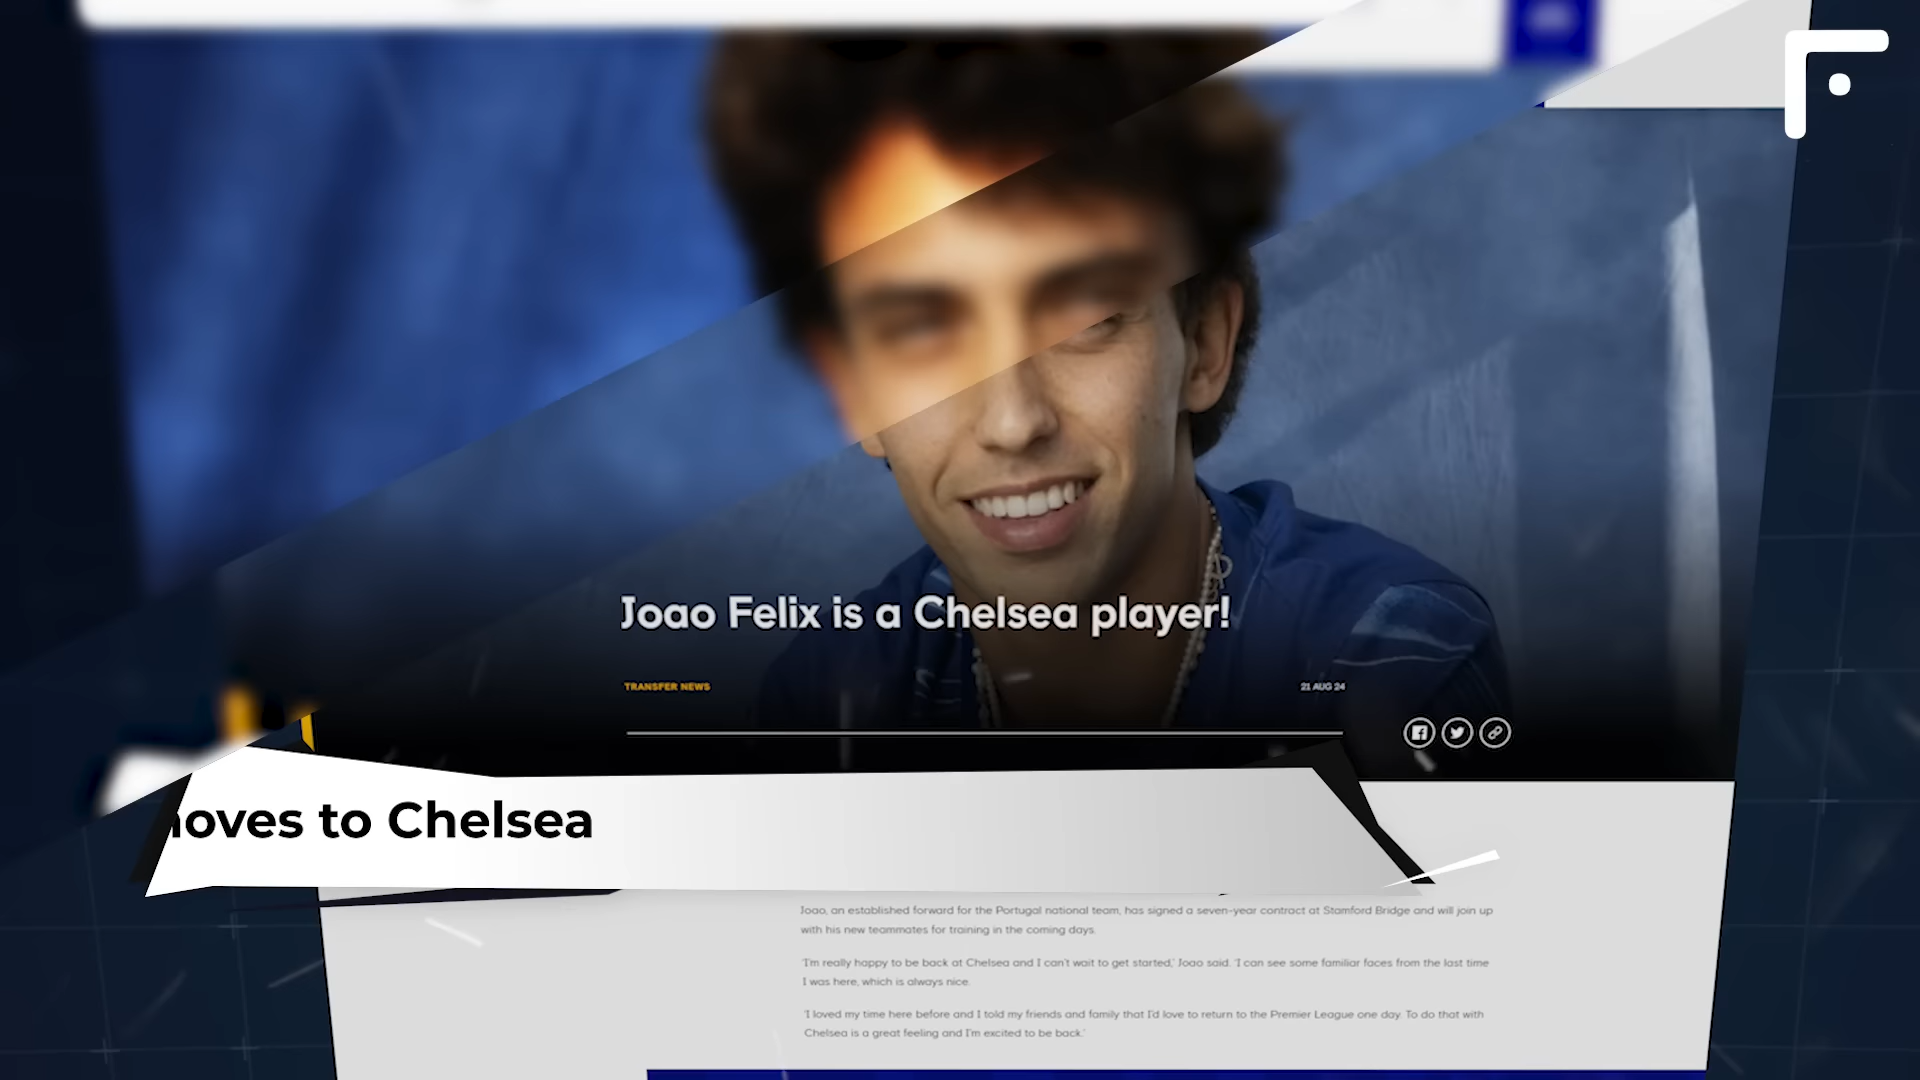 Joao Felix is a Chelsea player!
TRANSFER NEWS
21 AUG 24
moves to Chelsea
Joao, an established forward for the Portugal national team, has signed a seven-year contract at Stamford Bridge and will join up
with his new teammates for training in the coming days.
'I'm really happy to be back at Chelsea and I can't wait to get started,' Joao said. 'I can see some familiar faces from the last time
I was here, which is always nice.
'I loved my time here before and I told my friends and family that I'd love to return to the Premier League one day. To do that with
Chelsea is a great feeling and I'm excited to be back.'